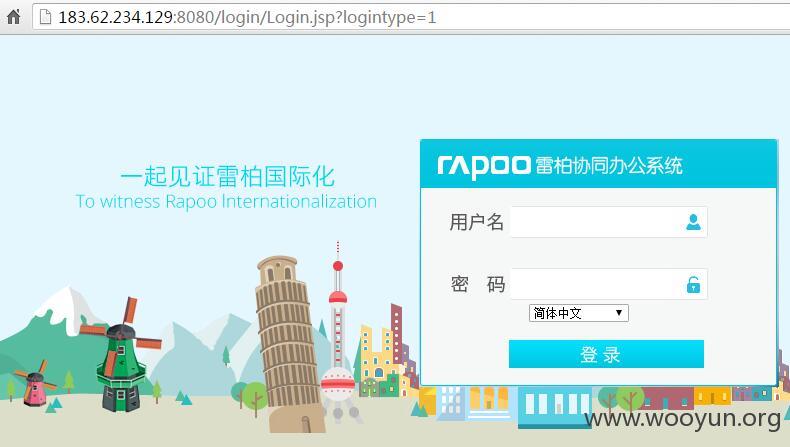 183.62.234.129:8080/login/Login.jsp?logintype=1
一起见证雷柏国际化
To witness Rapoo Internationalization
rapoo 雷柏协同办公系统
用户名
密 码
简体中文
登 录
www.wooyun.org